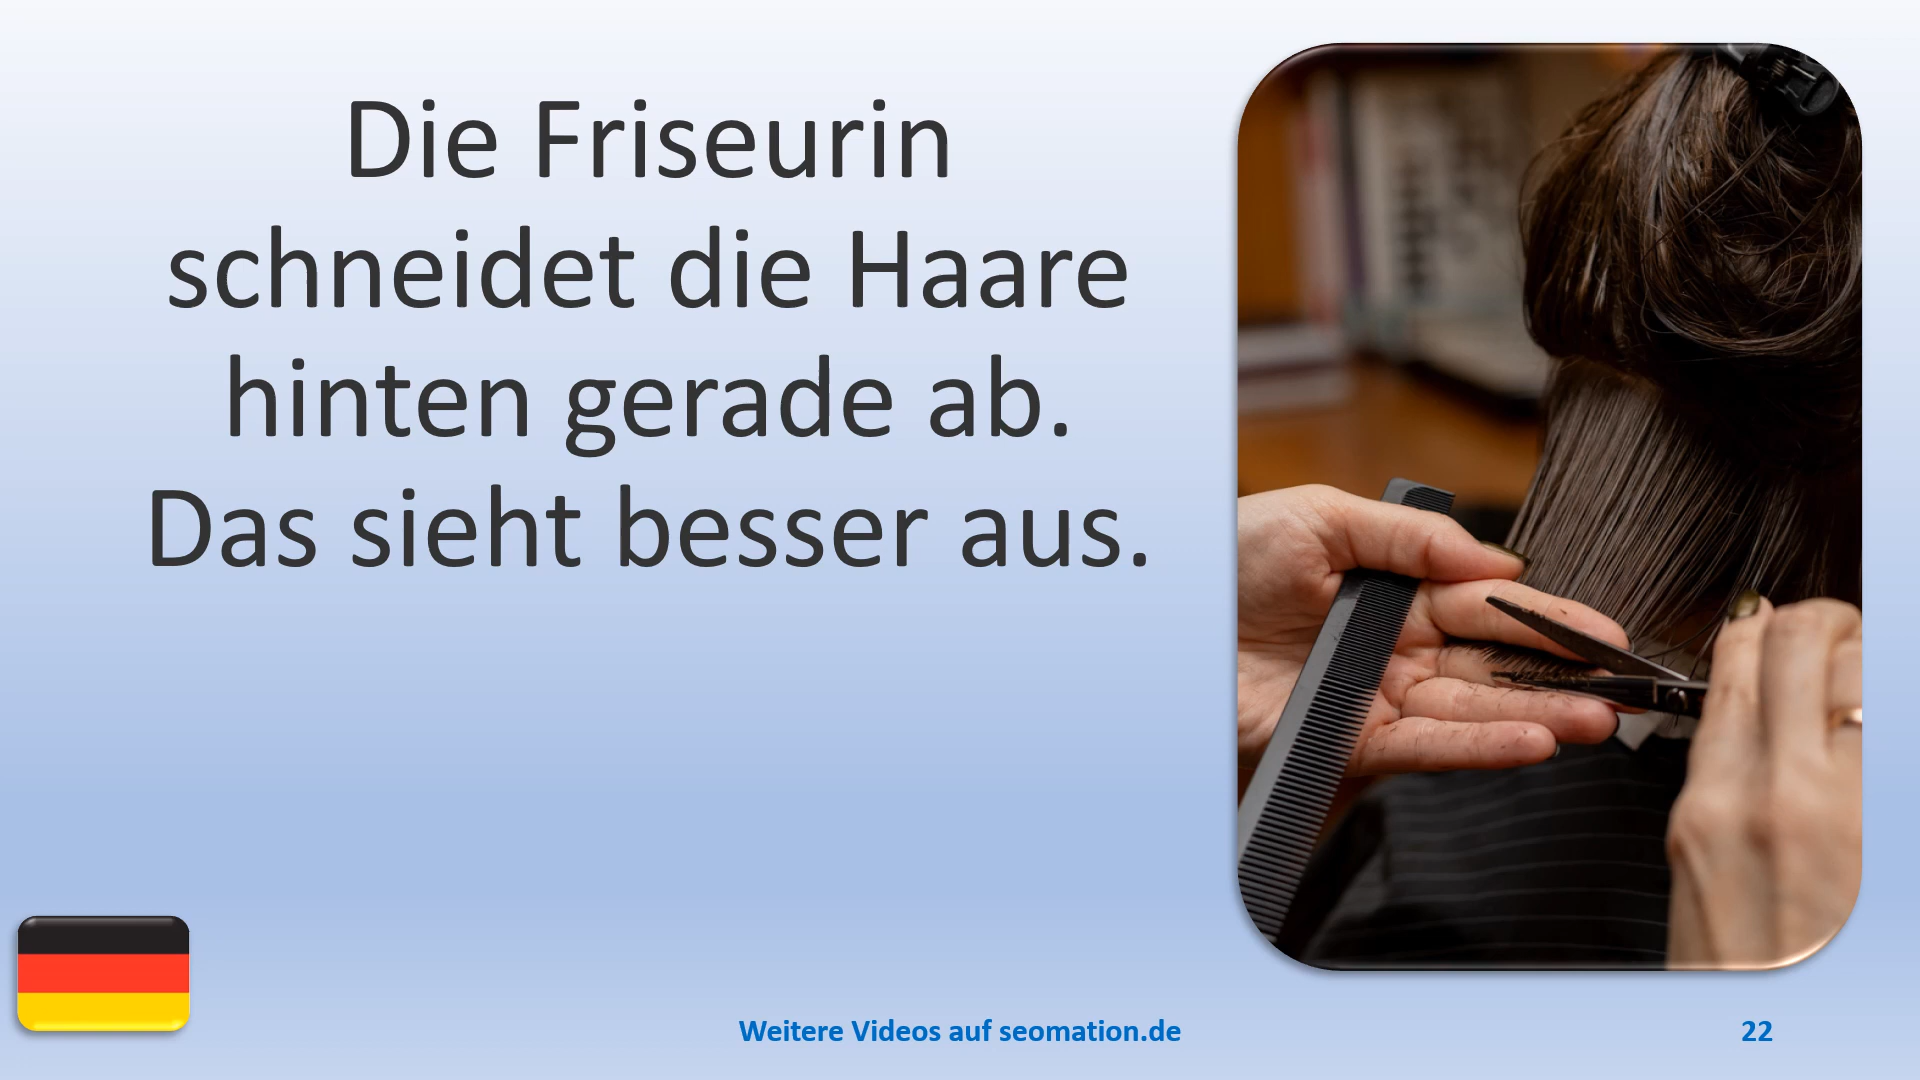 Die Friseurin
schneidet die Haare
hinten gerade ab.
Das sieht besser aus.
Weitere Videos auf seomation.de
22